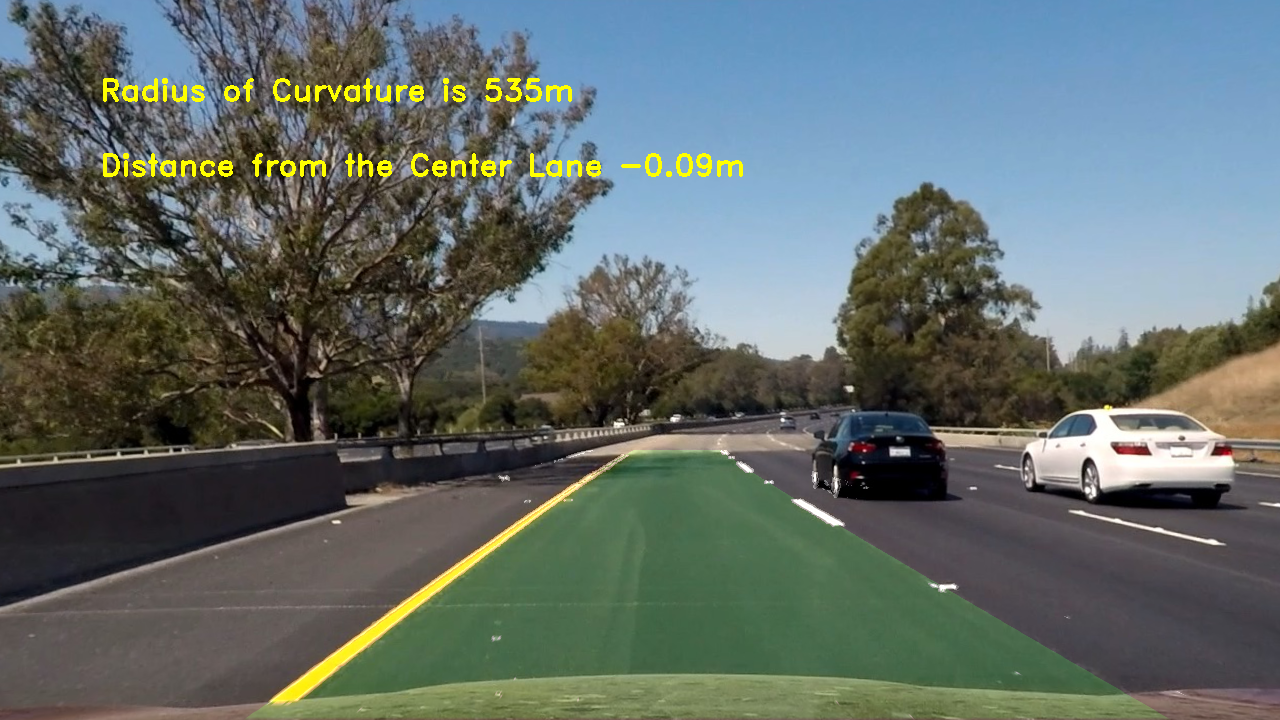 Radius of Curvature is 535m
Distance from the Center Lane -0.09m